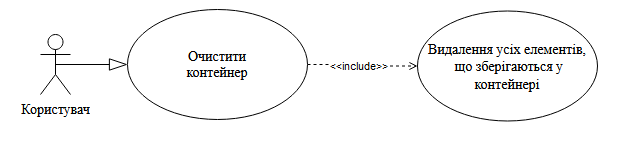 Очистити
контейнер
<<include>>
Видалення усіх елементів,
що зберігаються у
контейнері
Користувач